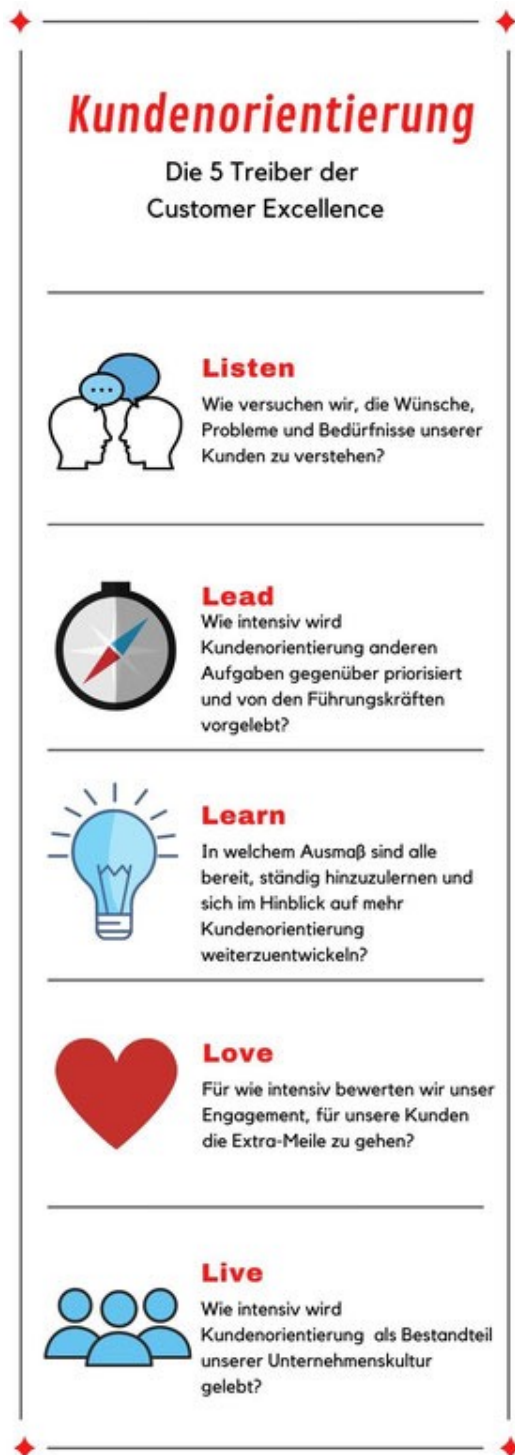 Kundenorientierung
Die 5 Treiber der
Customer Excellence
Listen
Wie versuchen wir, die Wünsche,
Probleme und Bedürfnisse unserer
Kunden zu verstehen?
Lead
Wie intensiv wird
Kundenorientierung anderen
Aufgaben gegenüber priorisiert
und von den Führungskräften
vorgelebt?
Learn
In welchem Ausmaß sind alle
bereit, ständig hinzuzulernen und
sich im Hinblick auf mehr
Kundenorientierung
weiterzuentwickeln?
Love
Für wie intensiv bewerten wir unser
Engagement, für unsere Kunden
die Extra-Meile zu gehen?
Live
Wie intensiv wird
Kundenorientierung als Bestandteil
unserer Unternehmenskultur
gelebt?